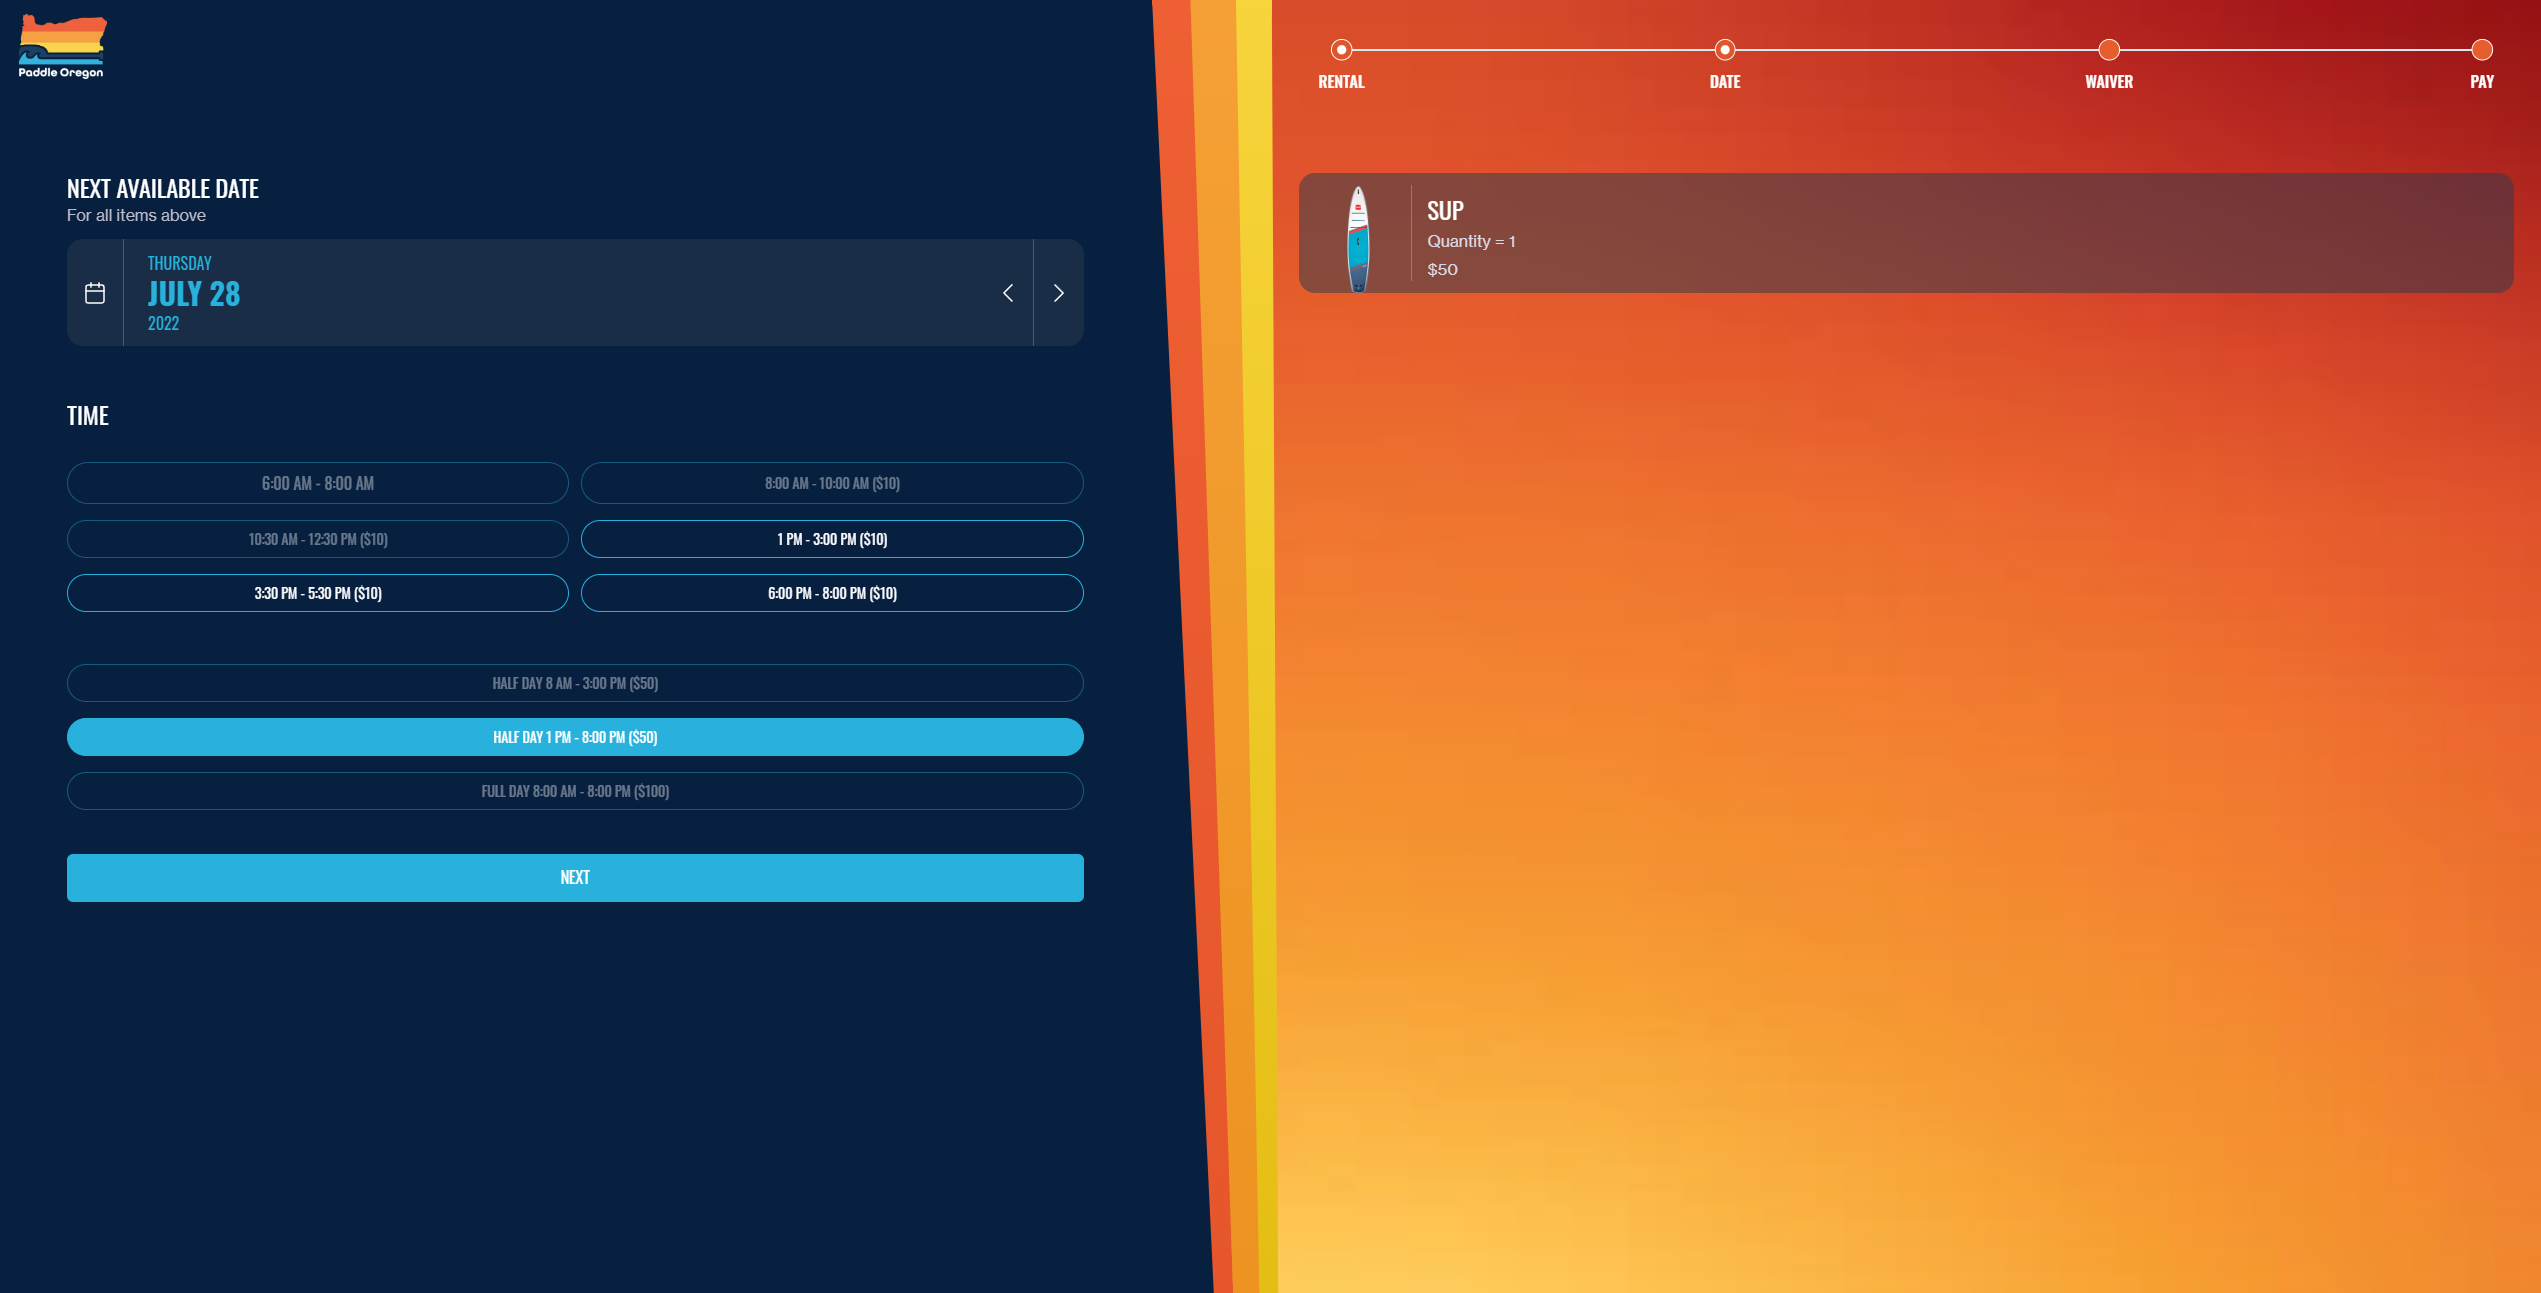 Paddle Oregon
RENTAL
DATE
WAIVER
PAY
NEXT AVAILABLE DATE
For all items above
THURSDAY
JULY 28
2022
TIME
6:00 AM - 8:00 AM
8:00 AM - 10:00 AM ($10)
10:30 AM - 12:30 PM ($10)
1 PM - 3:00 PM ($10)
3:30 PM - 5:30 PM ($10)
6:00 PM - 8:00 PM ($10)
HALF DAY 8 AM - 3:00 PM ($50)
HALF DAY 1 PM - 8:00 PM ($50)
FULL DAY 8:00 AM - 8:00 PM ($100)
NEXT
SUP
Quantity = 1
$50